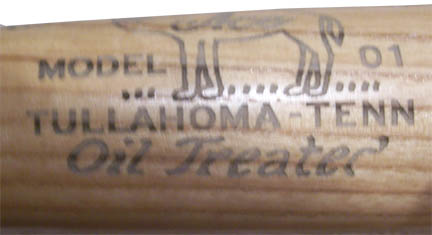 MODEL 01
TULLAHOMA-TENN
Oil Treated